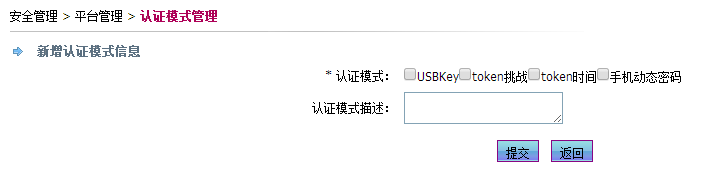 安全管理 > 平台管理 > 认证模式管理
新增认证模式信息
* 认证模式： USBKey token挑战 token时间 手机动态密码
认证模式描述：
提交 返回